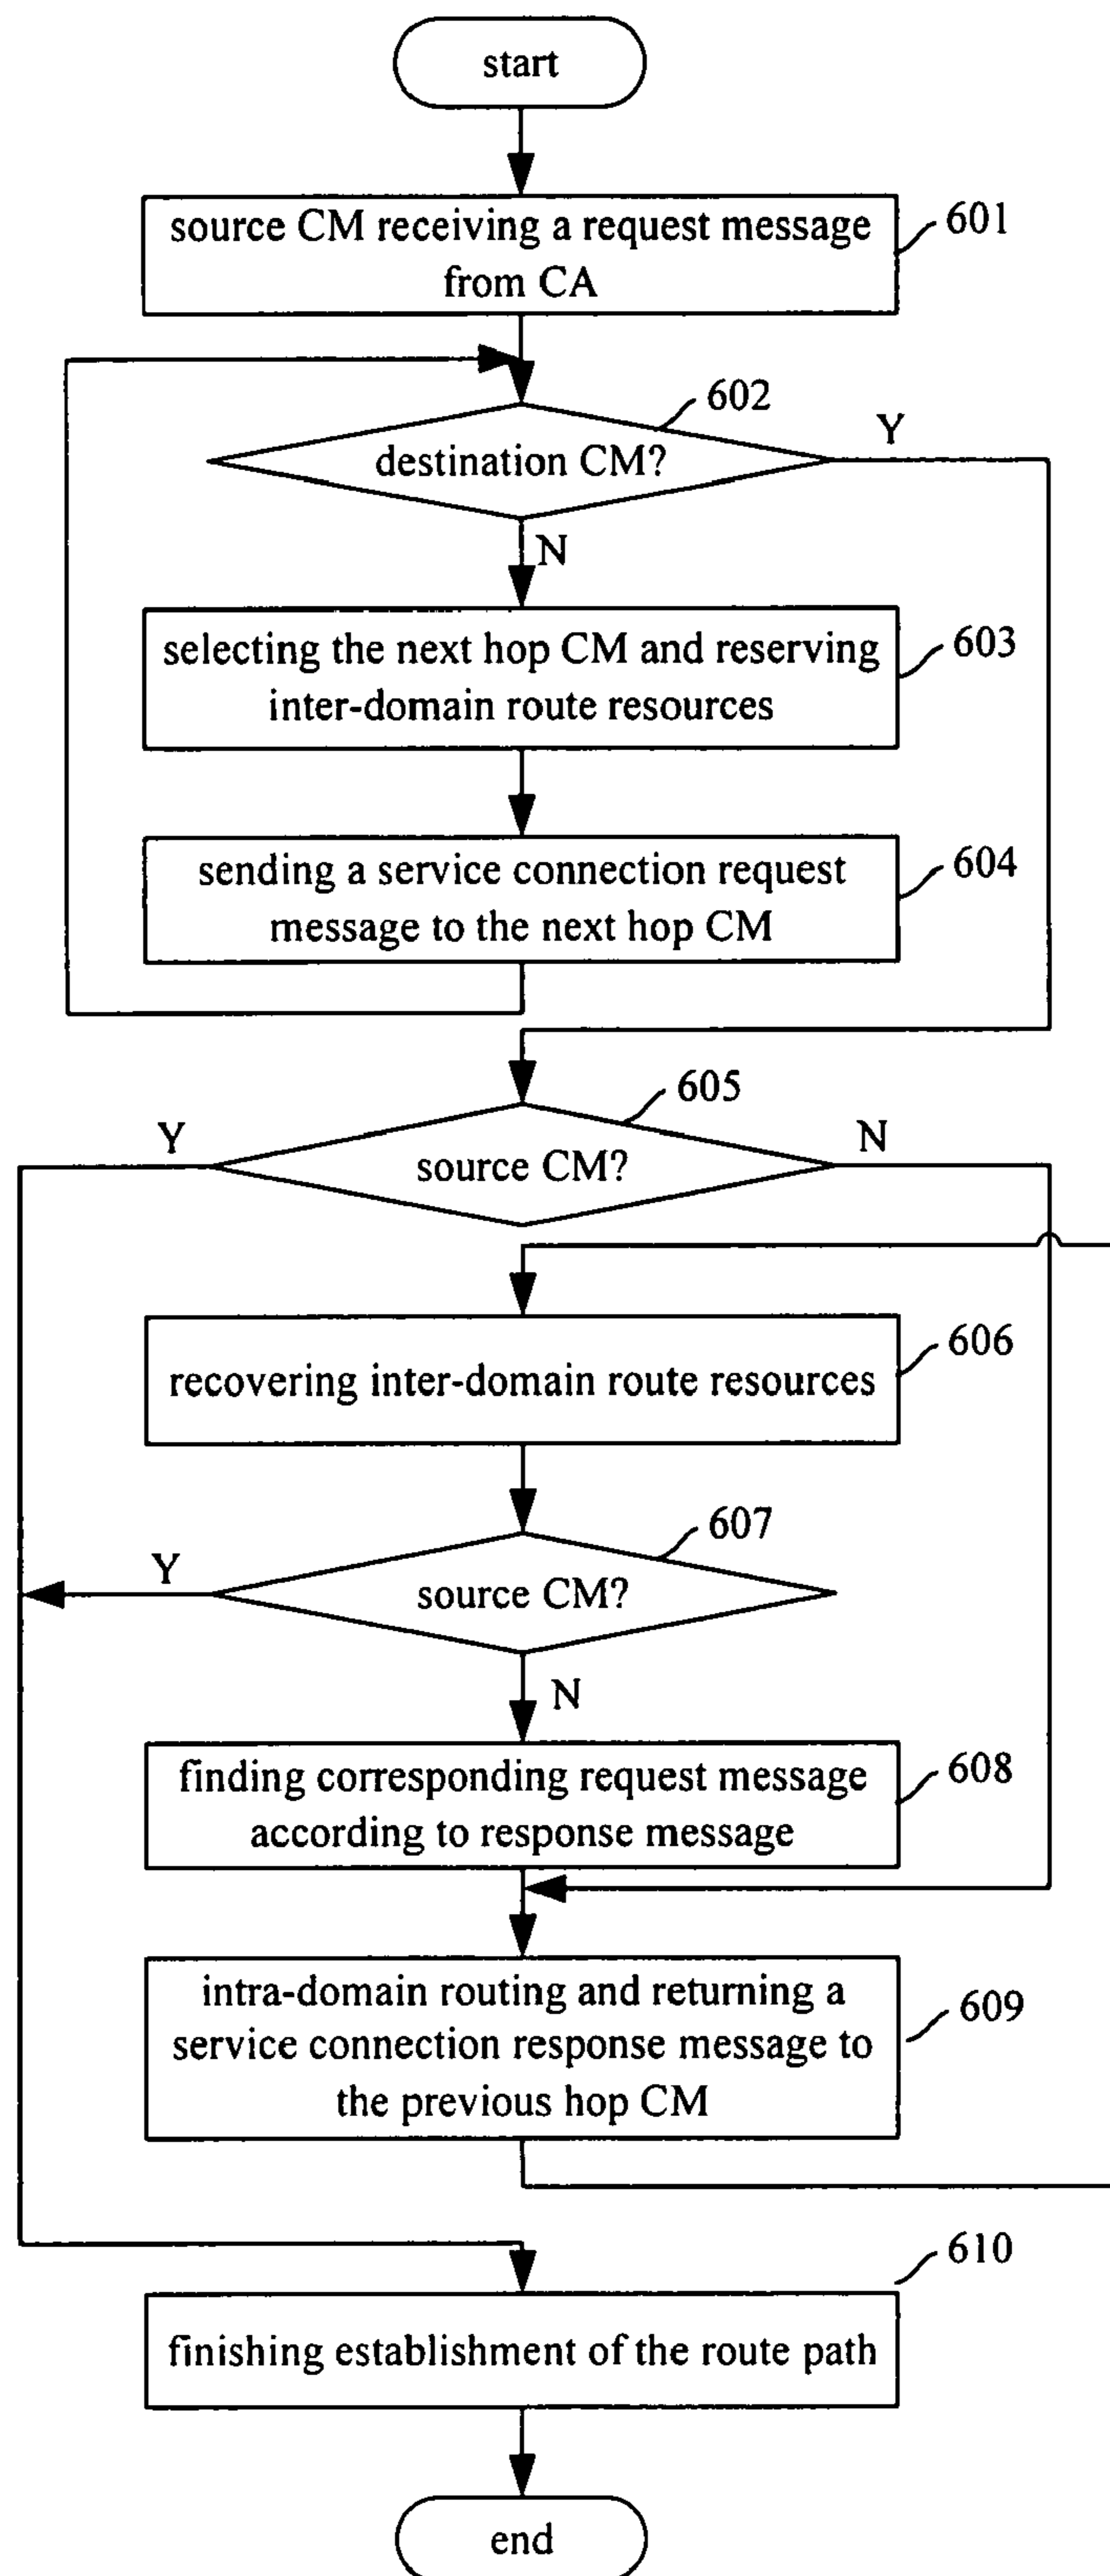 start
source CM receiving a request message
from CA
601
602
destination CM?
Y
N
selecting the next hop CM and reserving
inter-domain route resources
603
sending a service connection request
message to the next hop CM
604
605
Y
source CM?
N
recovering inter-domain route resources
606
607
Y
source CM?
N
finding corresponding request message
according to response message
608
intra-domain routing and returning a
service connection response message to
the previous hop CM
609
610
finishing establishment of the route path
end